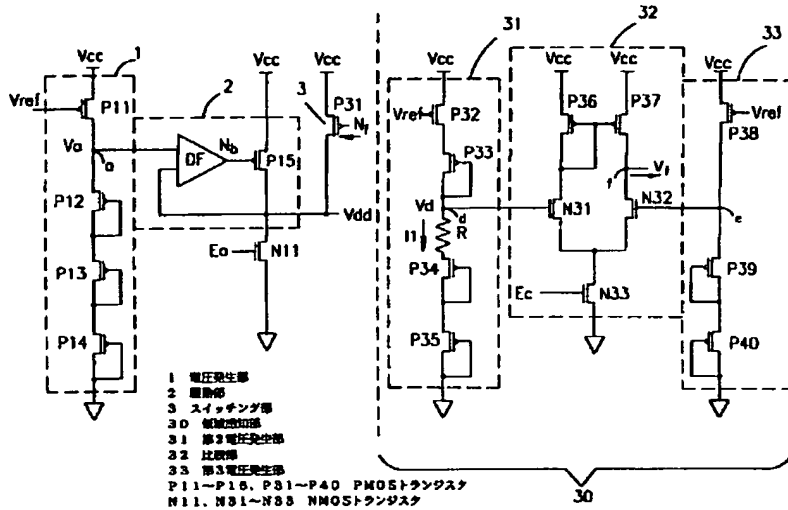 1
Vcc
Vref
P11
Va
a
P12
P13
P14
2
Vcc
Vcc
3
P31
Nf
DF
Nb
P15
Vdd
Ea
N11
31
Vcc
Vref
P32
P33
Vd
d
I1
R
P34
P35
32
Vcc
Vcc
P36
P37
f
Vf
N31
N32
Ec
N33
33
Vcc
Vref
P38
e
P39
P40
30
1 電圧発生部
2 駆動部
3 スイッチング部
30 感知部
31 第2電圧発生部
32 比較部
33 第3電圧発生部
P11~P15、P31~P40 PMOSトランジスタ
N11、N31~N33 NMOSトランジスタ